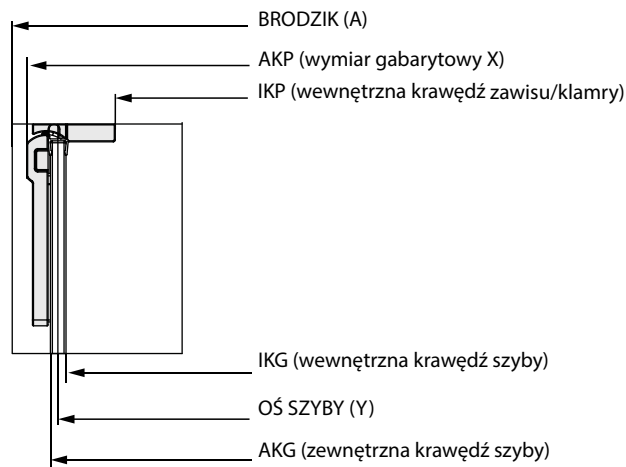 BRODZIK (A)
AKP (wymiar gabarytowy X)
IKP (wewnętrzna krawędź zawisu/klamry)
IKG (wewnętrzna krawędź szyby)
OŚ SZYBY (Y)
AKG (zewnętrzna krawędź szyby)